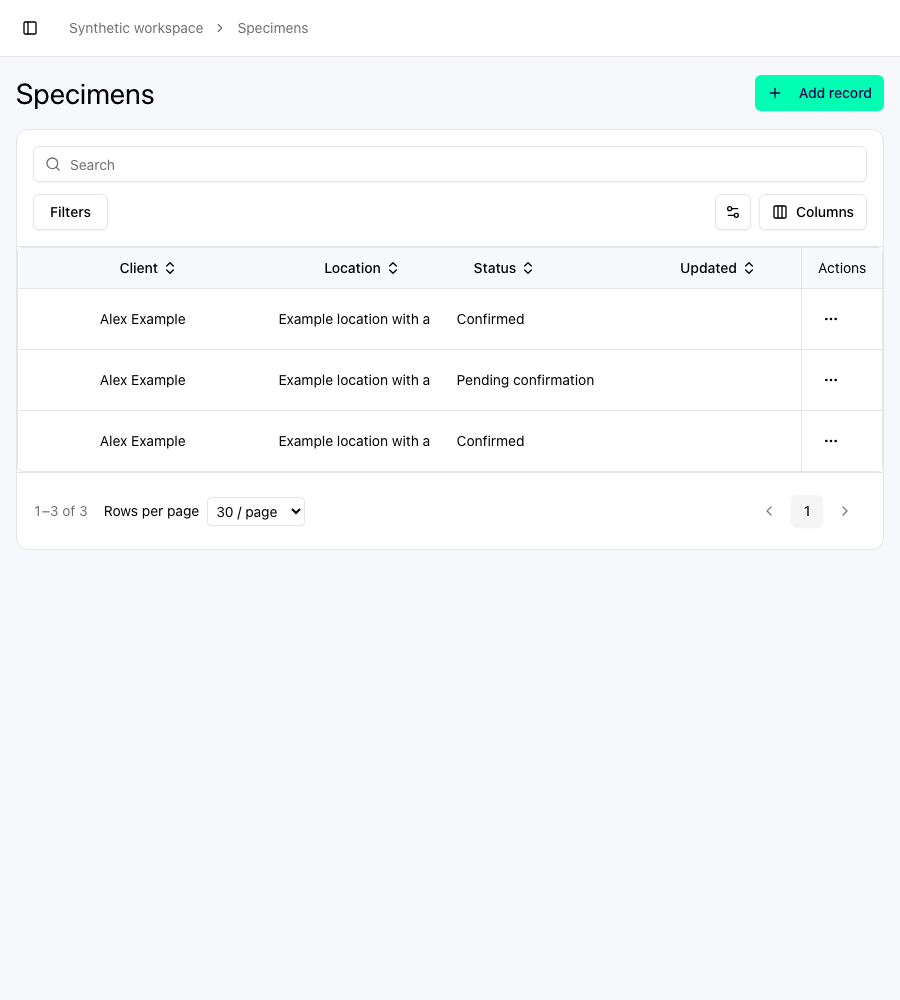 Synthetic workspace > Specimens
Specimens
Add record
Search
Filters
Columns
Client Location Status Updated Actions
Alex Example Example location with a Confirmed
Alex Example Example location with a Pending confirmation
Alex Example Example location with a Confirmed
1–3 of 3 Rows per page 30 / page 1